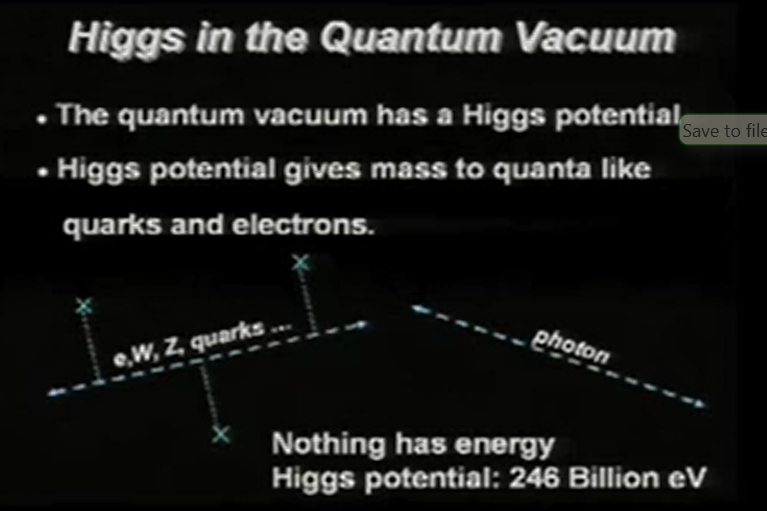 Higgs in the Quantum Vacuum
• The quantum vacuum has a Higgs potential
Save to file
• Higgs potential gives mass to quanta like
quarks and electrons.
e,W, Z, quarks ...
photon
Nothing has energy
Higgs potential: 246 Billion eV